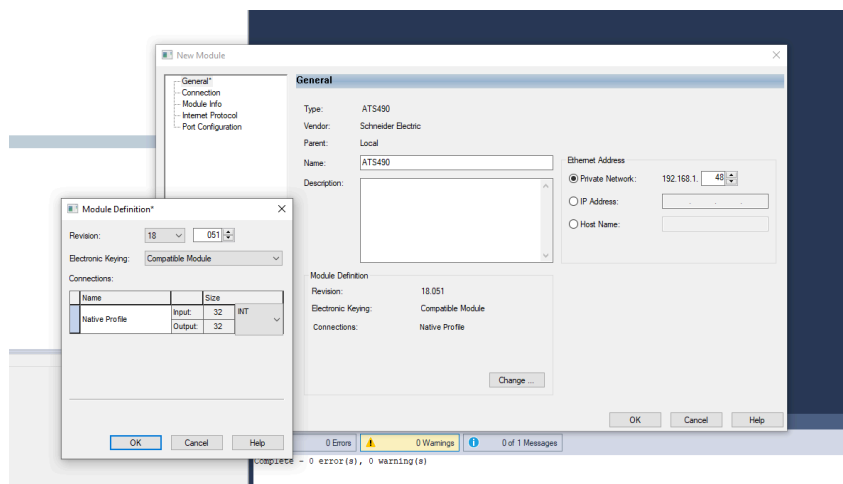 New Module
General*
Connection
Module Info
Internet Protocol
Port Configuration
General
Type: ATS490
Vendor: Schneider Electric
Parent: Local
Name: ATS490
Description:
Ethernet Address
Private Network: 192.168.1. 48
IP Address: . . .
Host Name:
Module Definition
Revision: 18.051
Electronic Keying: Compatible Module
Connections: Native Profile
Change ...
OK Cancel Help
Module Definition*
Revision: 18 051
Electronic Keying: Compatible Module
Connections:
Name Size
Native Profile Input: 32 INT
Output: 32
OK Cancel Help
0 Errors 0 Warnings 0 of 1 Messages
Complete - 0 error(s), 0 warning(s)